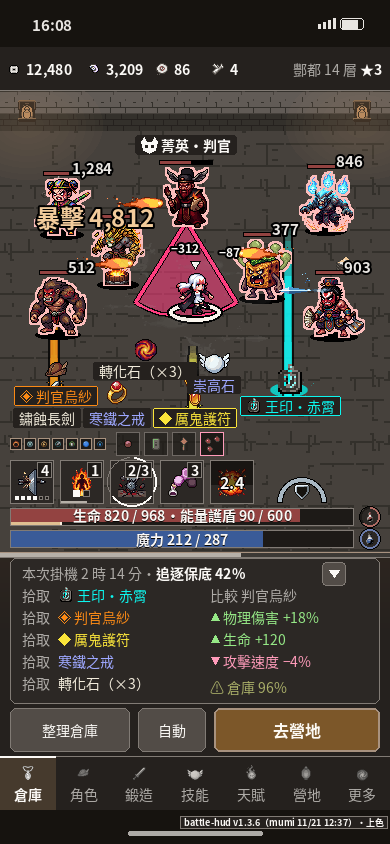 16:08
12,480 3,209 86 4 酆都 14 層 ★3
菁英・判官
1,284
846
暴擊 4,812
377
−312
−87
512
903
轉化石（×3）
崇高石
判官烏紗
王印・赤霄
鏽蝕長劍
寒鐵之戒
厲鬼護符
4
1
2/3
3
2.4
生命 820 / 968・能量護盾 90 / 600
魔力 212 / 287
本次掛機 2 時 14 分・追逐保底 42%
拾取 王印・赤霄
比較 判官烏紗
拾取 判官烏紗
物理傷害 +18%
拾取 厲鬼護符
生命 +120
拾取 寒鐵之戒
攻擊速度 −4%
拾取 轉化石（×3）
倉庫 96%
整理倉庫
自動
去營地
倉庫
角色
鍛造
技能
天賦
營地
更多
battle-hud v1.3.6（mumi 11/21 12:37）・上色